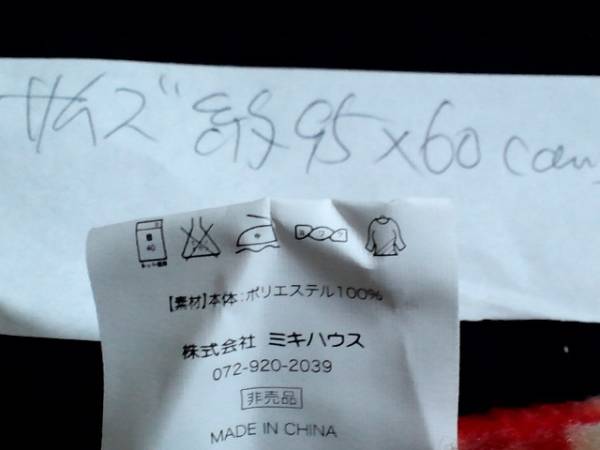 サイズ 約95×60cm
40
【素材】本体:ポリエステル100%
株式会社 ミキハウス
072-920-2039
非売品
MADE IN CHINA